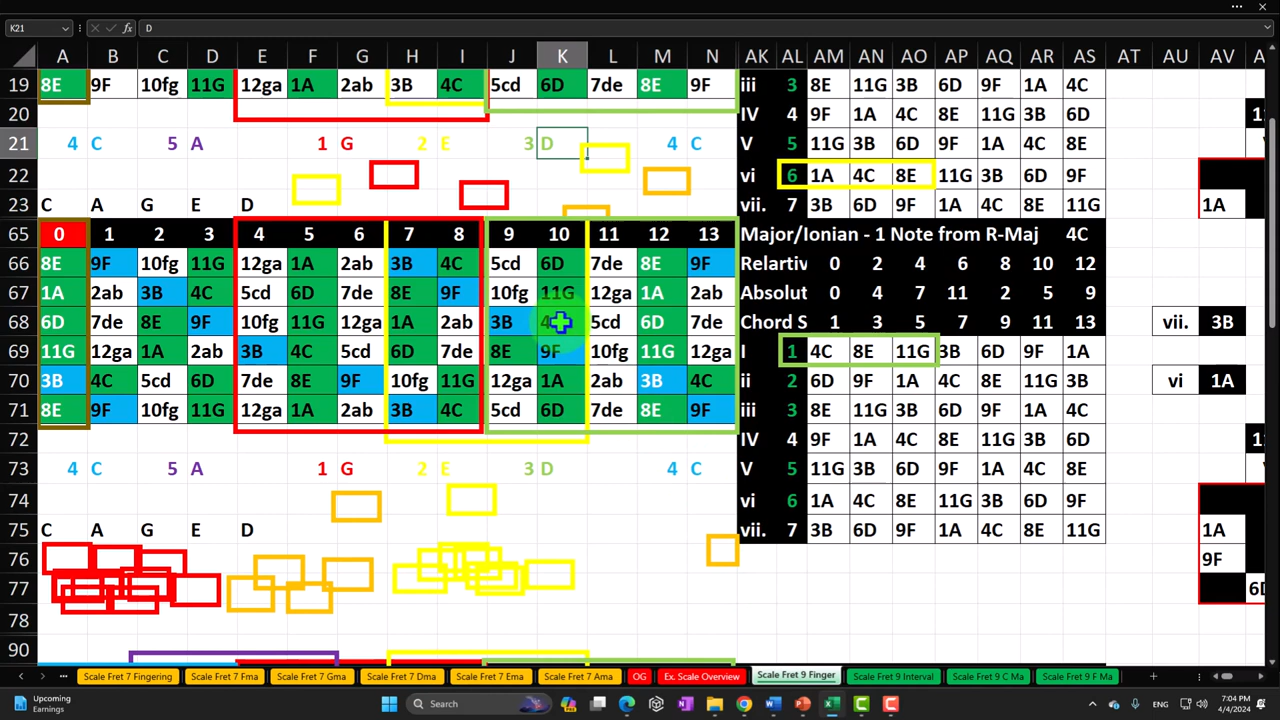 K21 fx D
A B C D E F G H I J K L M N AK AL AM AN AO AP AQ AR AS AT AU AV
19 8E 9F 10fg 11G 12ga 1A 2ab 3B 4C 5cd 6D 7de 8E 9F iii 3 8E 11G 3B 6D 9F 1A 4C
20 IV 4 9F 1A 4C 8E 11G 3B 6D
21 4 C 5 A 1 G 2 E 3 D 4 C V 5 11G 3B 6D 9F 1A 4C 8E
22 vi 6 1A 4C 8E 11G 3B 6D 9F
23 C A G E D vii. 7 3B 6D 9F 1A 4C 8E 11G 1A
65 0 1 2 3 4 5 6 7 8 9 10 11 12 13 Major/Ionian - 1 Note from R-Maj 4C
66 8E 9F 10fg 11G 12ga 1A 2ab 3B 4C 5cd 6D 7de 8E 9F Relartiv 0 2 4 6 8 10 12
67 1A 2ab 3B 4C 5cd 6D 7de 8E 9F 10fg 11G 12ga 1A 2ab Absolut 0 4 7 11 2 5 9
68 6D 7de 8E 9F 10fg 11G 12ga 1A 2ab 3B 4 5cd 6D 7de Chord S 1 3 5 7 9 11 13 vii. 3B
69 11G 12ga 1A 2ab 3B 4C 5cd 6D 7de 8E 9F 10fg 11G 12ga I 1 4C 8E 11G 3B 6D 9F 1A
70 3B 4C 5cd 6D 7de 8E 9F 10fg 11G 12ga 1A 2ab 3B 4C ii 2 6D 9F 1A 4C 8E 11G 3B vi 1A
71 8E 9F 10fg 11G 12ga 1A 2ab 3B 4C 5cd 6D 7de 8E 9F iii 3 8E 11G 3B 6D 9F 1A 4C
72 IV 4 9F 1A 4C 8E 11G 3B 6D
73 4 C 5 A 1 G 2 E 3 D 4 C V 5 11G 3B 6D 9F 1A 4C 8E
74 vi 6 1A 4C 8E 11G 3B 6D 9F
75 C A G E D vii. 7 3B 6D 9F 1A 4C 8E 11G 1A
76 9F
77
78
90
Scale Fret 7 Fingering Scale Fret 7 Fma Scale Fret 7 Gma Scale Fret 7 Dma Scale Fret 7 Ema Scale Fret 7 Ama OG Ex. Scale Overview Scale Fret 9 Finger Scale Fret 9 Interval Scale Fret 9 C Ma Scale Fret 9 F Ma
Upcoming
Earnings
Search
ENG
7:04 PM
4/4/2024